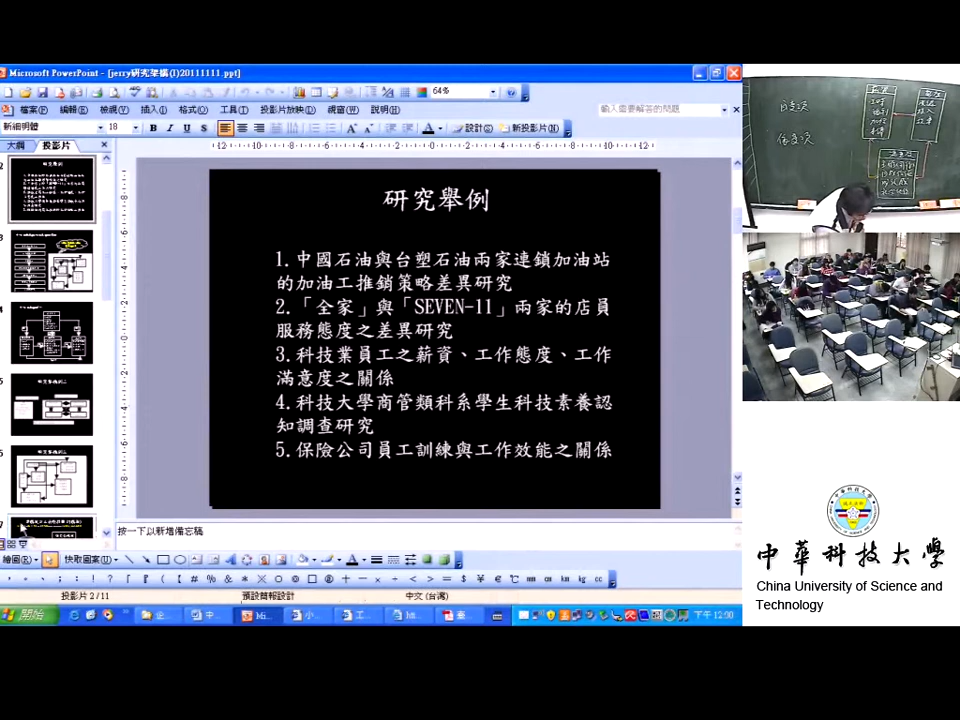 Microsoft PowerPoint - [jerry研究架構(I)20111111.ppt]
64%
檔案(F) 編輯(E) 檢視(V) 插入(I) 格式(O) 工具(T) 投影片放映(D) 視窗(W) 說明(H)
輸入需要解答的問題
新細明體 18 B I U S
設計(S) 新投影片(N)
大綱 投影片
研究舉例
1.中國石油與台塑石油兩家連鎖加油站
的加油工推銷策略差異研究
2.「全家」與「SEVEN-11」兩家的店員
服務態度之差異研究
3.科技業員工之薪資、工作態度、工作
滿意度之關係
4.科技大學商管類科系學生科技素養認
知調查研究
5.保險公司員工訓練與工作效能之關係
按一下以新增備忘稿
繪圖(R) 快取圖案(U)
投影片 2/11 預設簡報設計 中文(台灣)
開始
下午 12:00
自變項
依變項
中華科技大學
China University of Science and
Technology